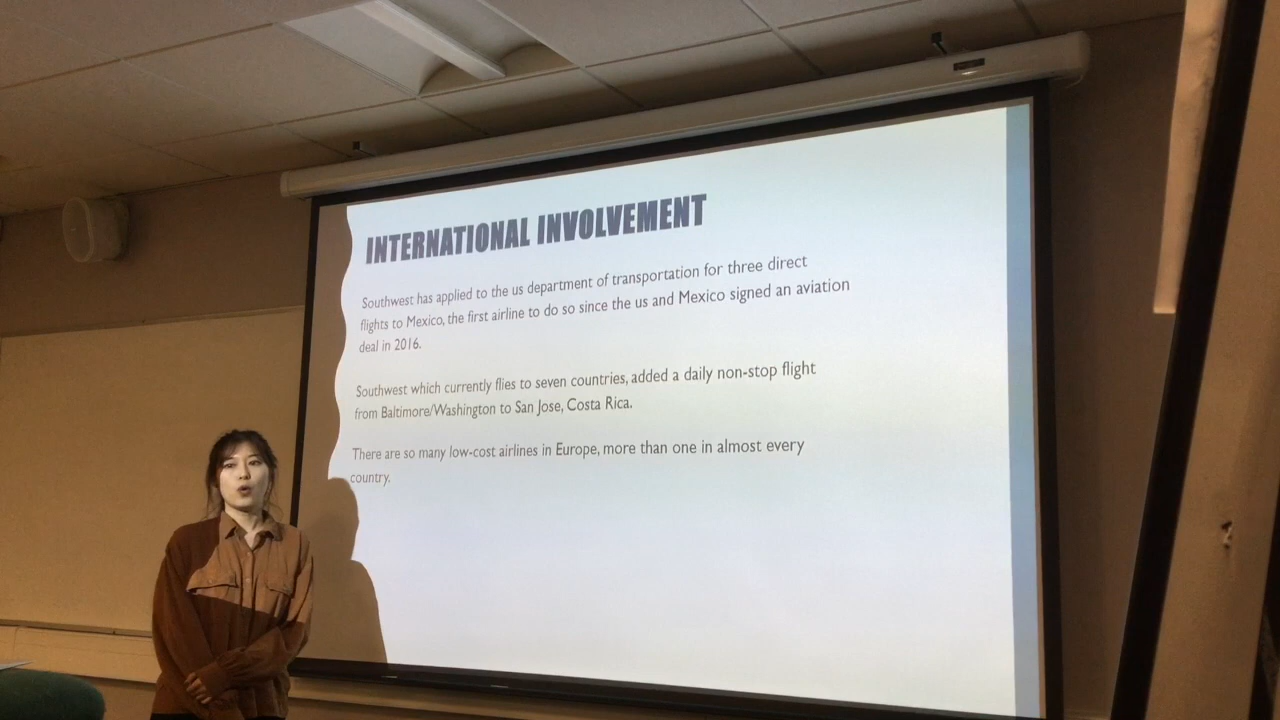 INTERNATIONAL INVOLVEMENT
Southwest has applied to the us department of transportation for three direct
flights to Mexico, the first airline to do so since the us and Mexico signed an aviation
deal in 2016.
Southwest which currently flies to seven countries, added a daily non-stop flight
from Baltimore/Washington to San Jose, Costa Rica.
There are so many low-cost airlines in Europe, more than one in almost every
country.